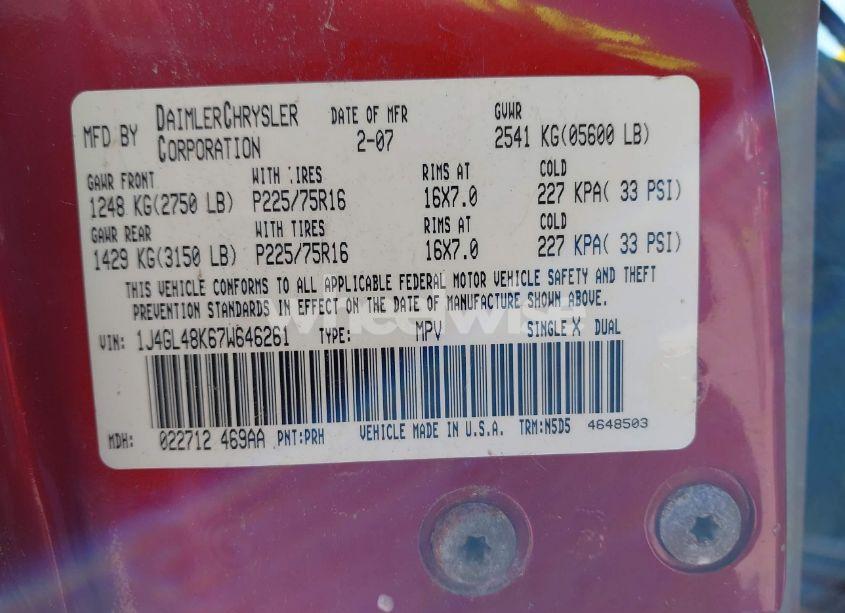 MFD BY DAIMLERCHRYSLER CORPORATION DATE OF MFR 2-07 GVWR 2541 KG(05600 LB)
GAWR FRONT WITH TIRES RIMS AT COLD
1248 KG(2750 LB) P225/75R16 16X7.0 227 KPA( 33 PSI)
GAWR REAR WITH TIRES RIMS AT COLD
1429 KG(3150 LB) P225/75R16 16X7.0 227 KPA( 33 PSI)
THIS VEHICLE CONFORMS TO ALL APPLICABLE FEDERAL MOTOR VEHICLE SAFETY AND THEFT
PREVENTION STANDARDS IN EFFECT ON THE DATE OF MANUFACTURE SHOWN ABOVE.
VIN: 1J4GL48K67W646261 TYPE: MPV SINGLE X DUAL
MDH: 022712 469AA PNT:PRH VEHICLE MADE IN U.S.A. TRM:N5D5 4648503